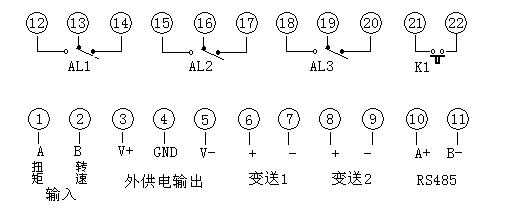 12 13 14 15 16 17 18 19 20 21 22
AL1 AL2 AL3 K1
1 2 3 4 5 6 7 8 9 10 11
A B V+ GND V- + - + - A+ B-
扭矩 转速
输入 外供电输出 变送1 变送2 RS485